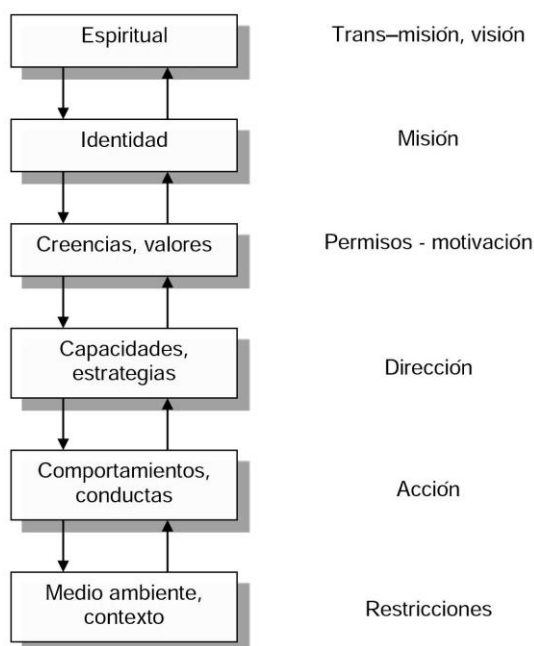 Espiritual
Trans–misión, visión
Identidad
Misión
Creencias, valores
Permisos - motivación
Capacidades,
estrategias
Dirección
Comportamientos,
conductas
Acción
Medio ambiente,
contexto
Restricciones